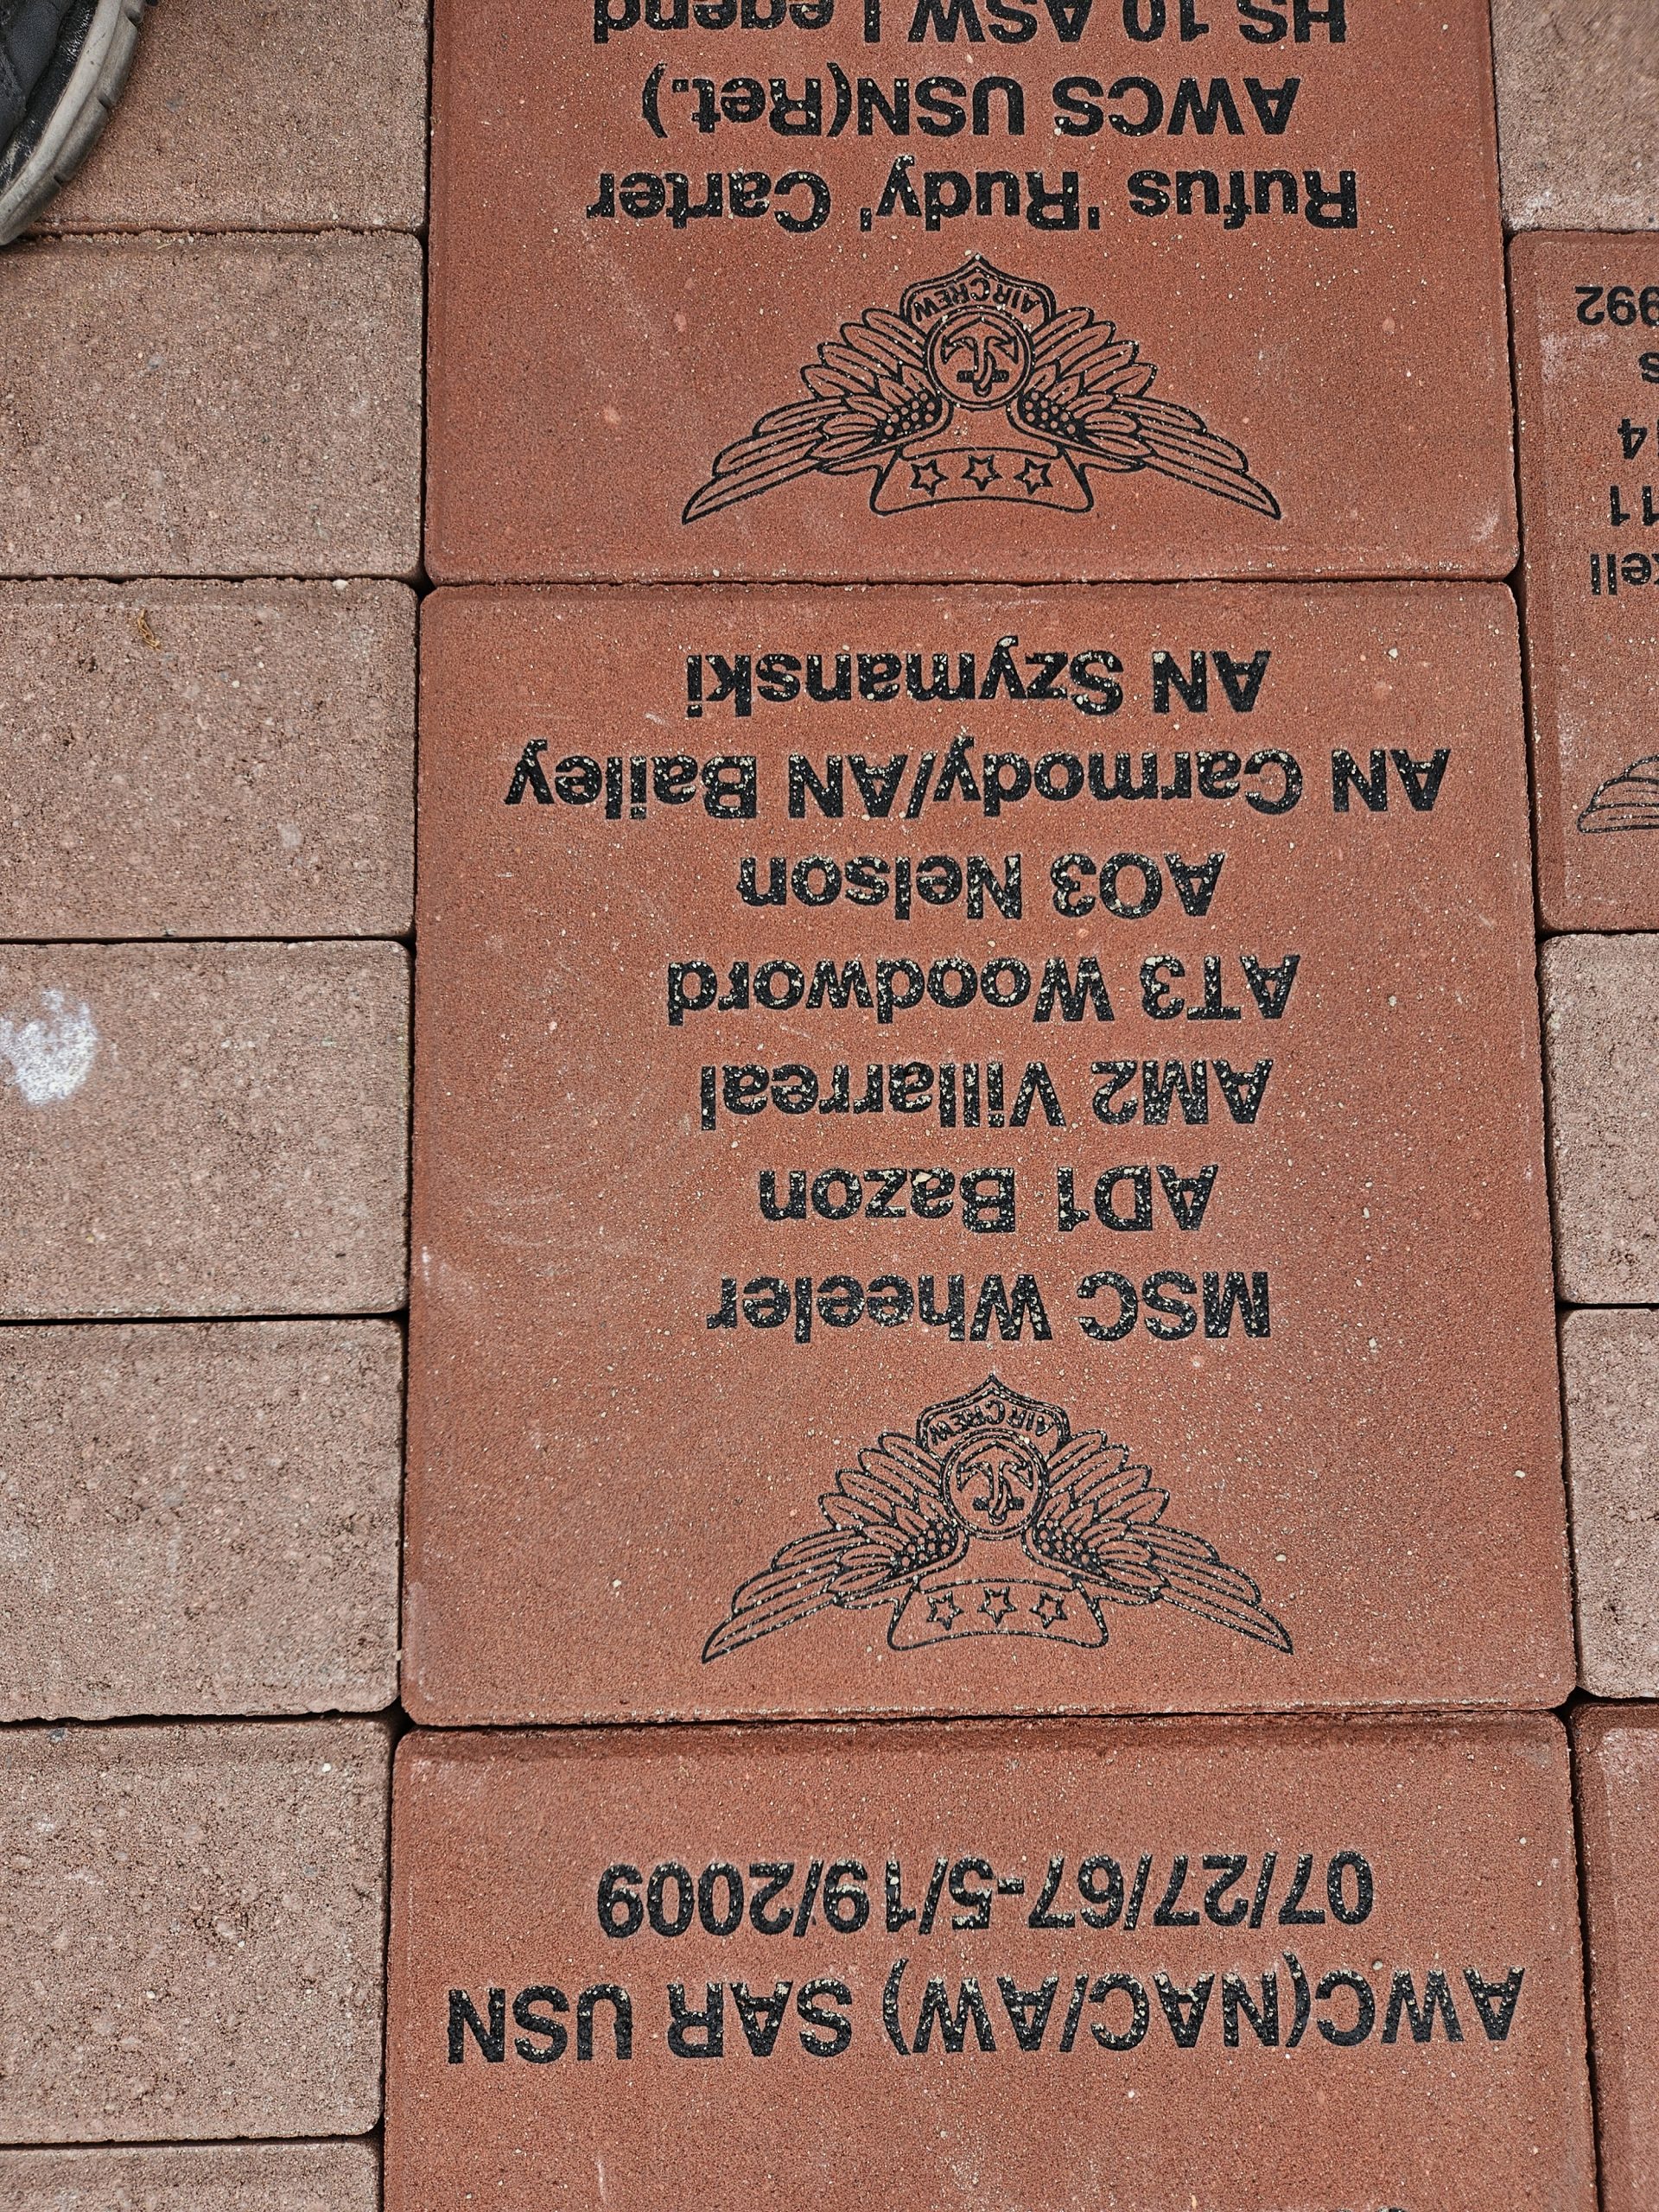 AWC(NAC/AW) SAR USN
07/27/67-5/19/2009
AIRCREW
MSC Wheeler
AD1 Bazon
AM2 Villarreal
AT3 Woodword
AO3 Nelson
AN Carmody/AN Bailey
AN Szymanski
AIRCREW
Rufus 'Rudy' Carter
AWCS USN(Ret.)
HS 10 ASW Legend